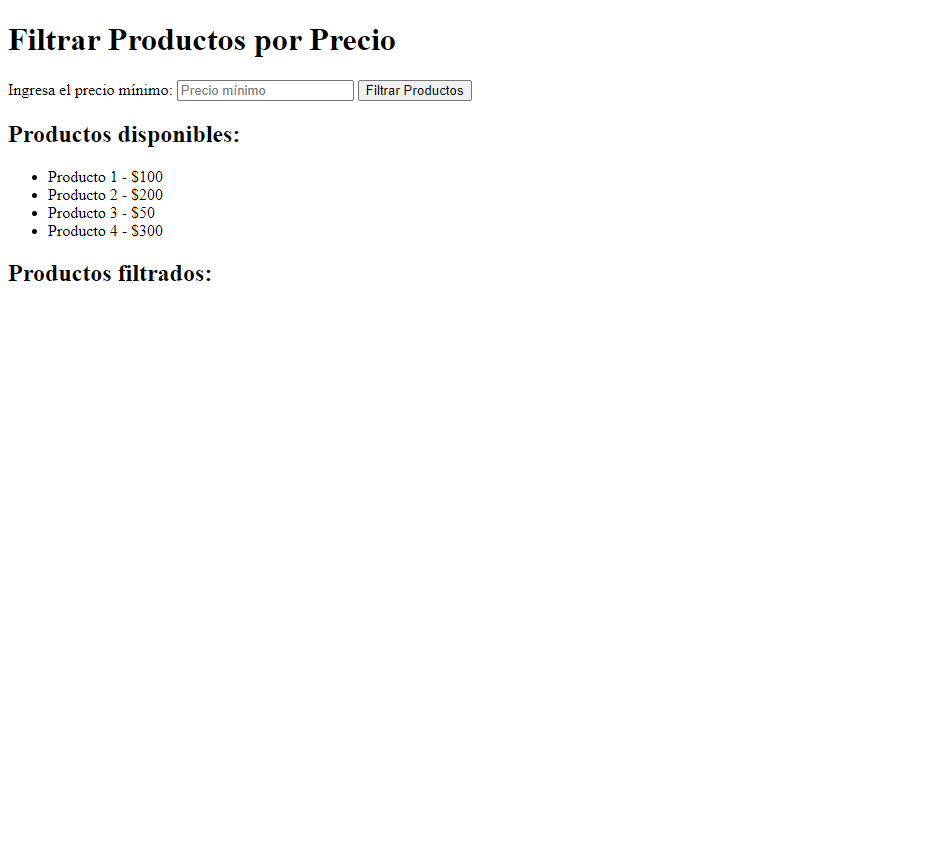 Filtrar Productos por Precio
Ingresa el precio mínimo: Precio mínimo Filtrar Productos
Productos disponibles:
Producto 1 - $100
Producto 2 - $200
Producto 3 - $50
Producto 4 - $300
Productos filtrados: